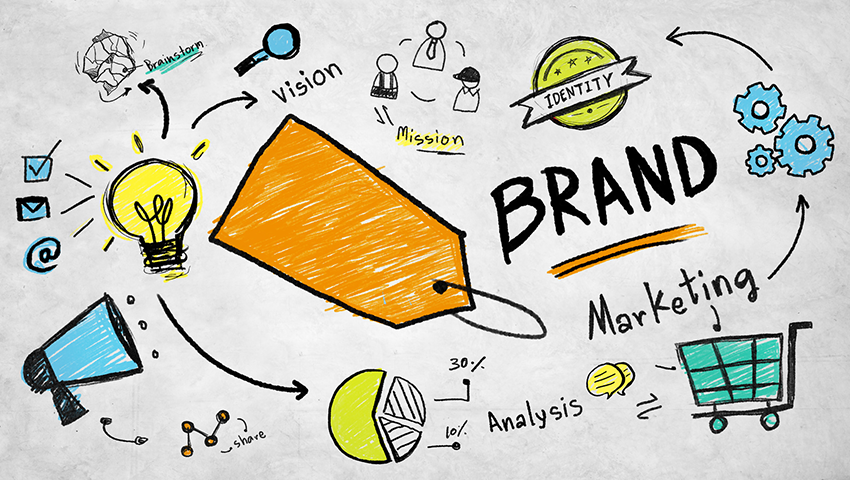 Brainstorm
Vision
Mission
IDENTITY
BRAND
@
Marketing
30%
10%
Analysis
share